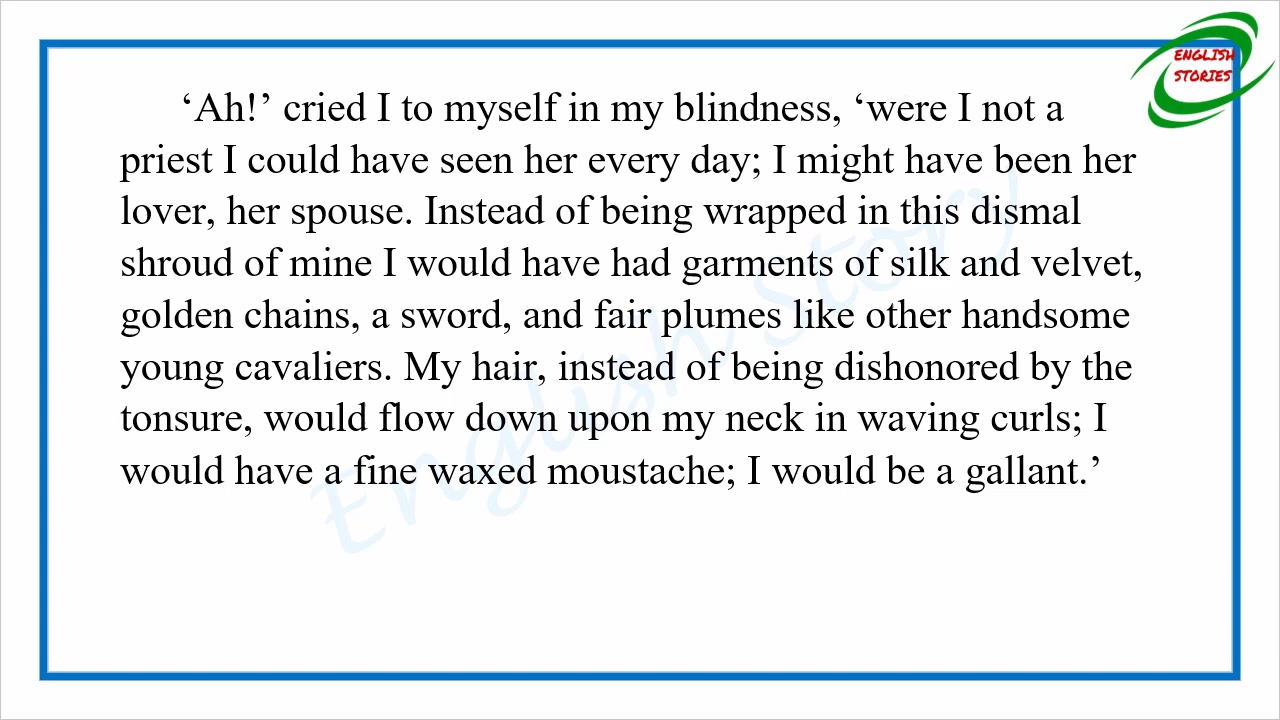 ENGLISH
STORIES
‘Ah!’ cried I to myself in my blindness, ‘were I not a
priest I could have seen her every day; I might have been her
lover, her spouse. Instead of being wrapped in this dismal
shroud of mine I would have had garments of silk and velvet,
golden chains, a sword, and fair plumes like other handsome
young cavaliers. My hair, instead of being dishonored by the
tonsure, would flow down upon my neck in waving curls; I
would have a fine waxed moustache; I would be a gallant.’
English Story